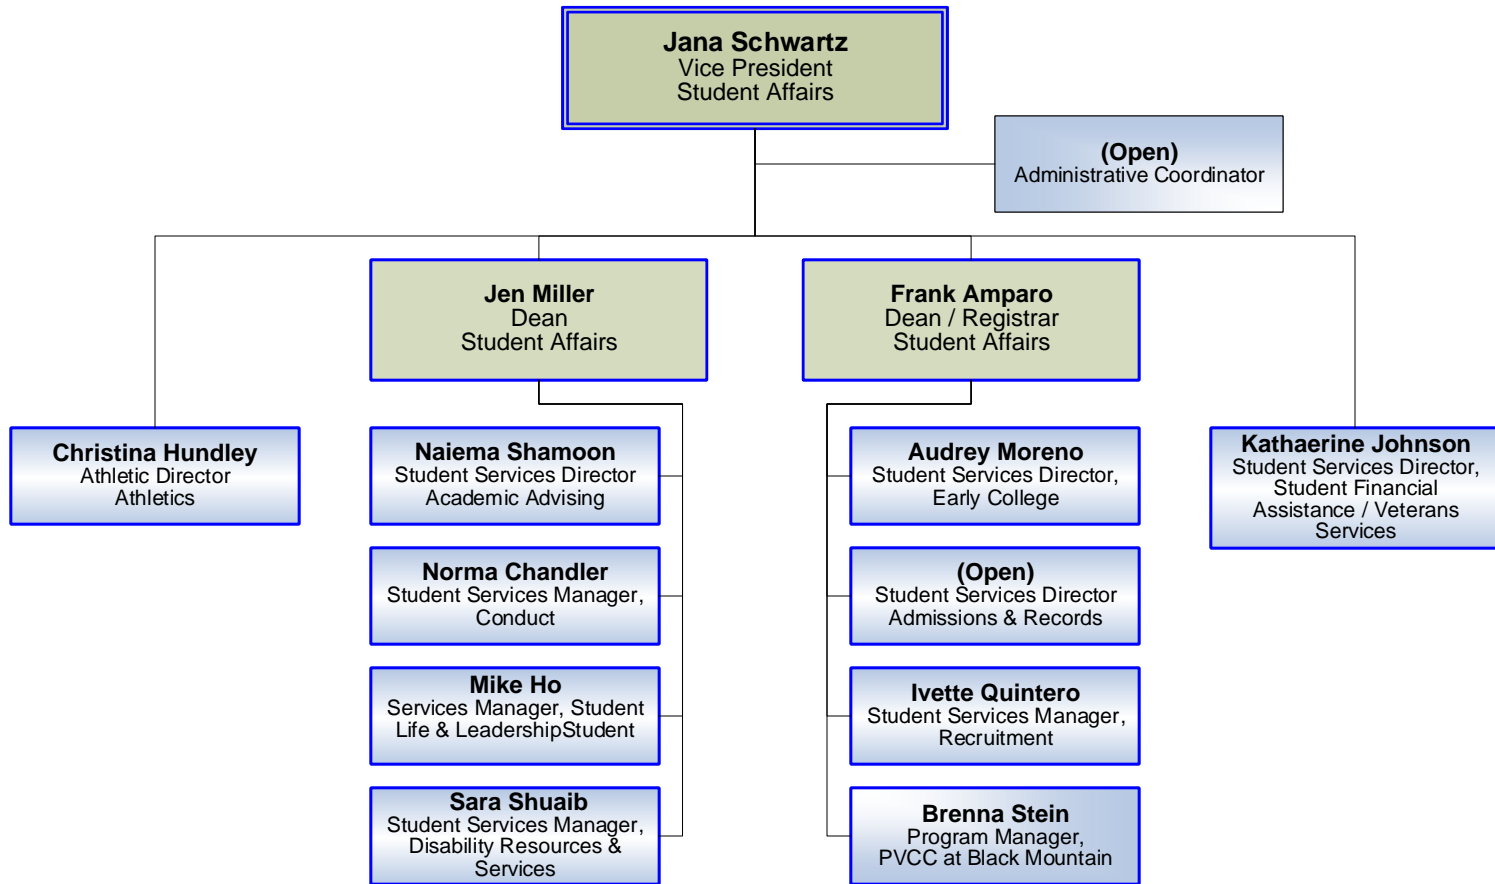 Jana Schwartz
Vice President
Student Affairs
(Open)
Administrative Coordinator
Jen Miller
Dean
Student Affairs
Frank Amparo
Dean / Registrar
Student Affairs
Christina Hundley
Athletic Director
Athletics
Naiema Shamoon
Student Services Director
Academic Advising
Norma Chandler
Student Services Manager,
Conduct
Mike Ho
Services Manager, Student
Life & LeadershipStudent
Sara Shuaib
Student Services Manager,
Disability Resources &
Services
Audrey Moreno
Student Services Director,
Early College
(Open)
Student Services Director
Admissions & Records
Ivette Quintero
Student Services Manager,
Recruitment
Brenna Stein
Program Manager,
PVCC at Black Mountain
Kathaerine Johnson
Student Services Director,
Student Financial
Assistance / Veterans
Services